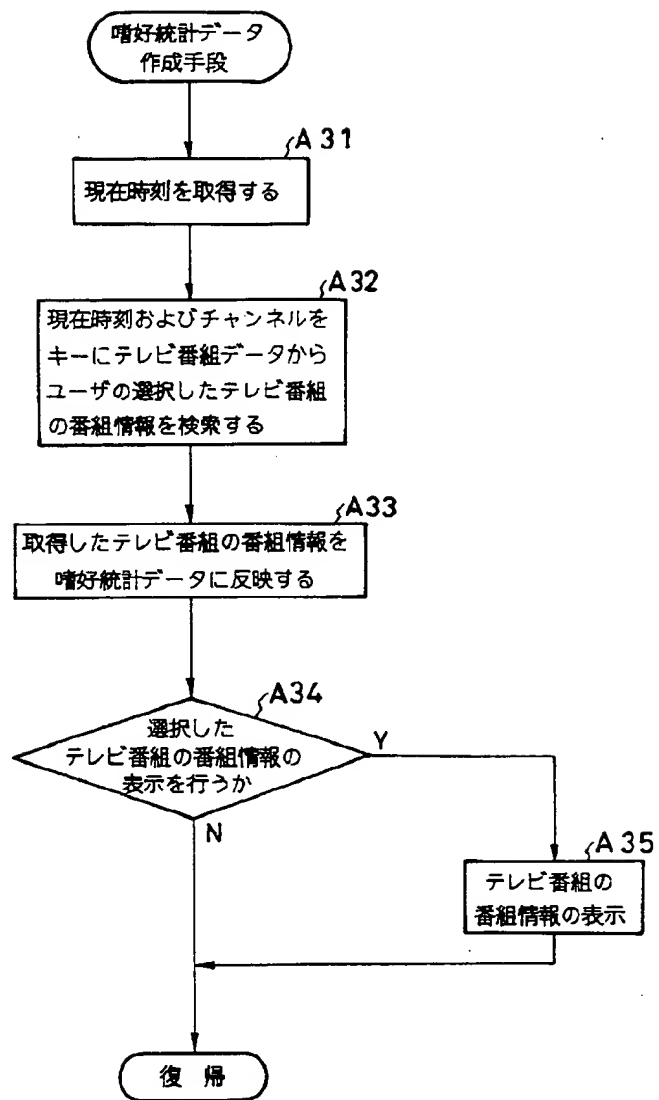 嗜好統計データ
作成手段
A31
現在時刻を取得する
A32
現在時刻およびチャンネルを
キーにテレビ番組データから
ユーザの選択したテレビ番組
の番組情報を検索する
A33
取得したテレビ番組の番組情報を
嗜好統計データに反映する
A34
選択した
テレビ番組の番組情報の
表示を行うか
Y
N
A35
テレビ番組の
番組情報の表示
復帰